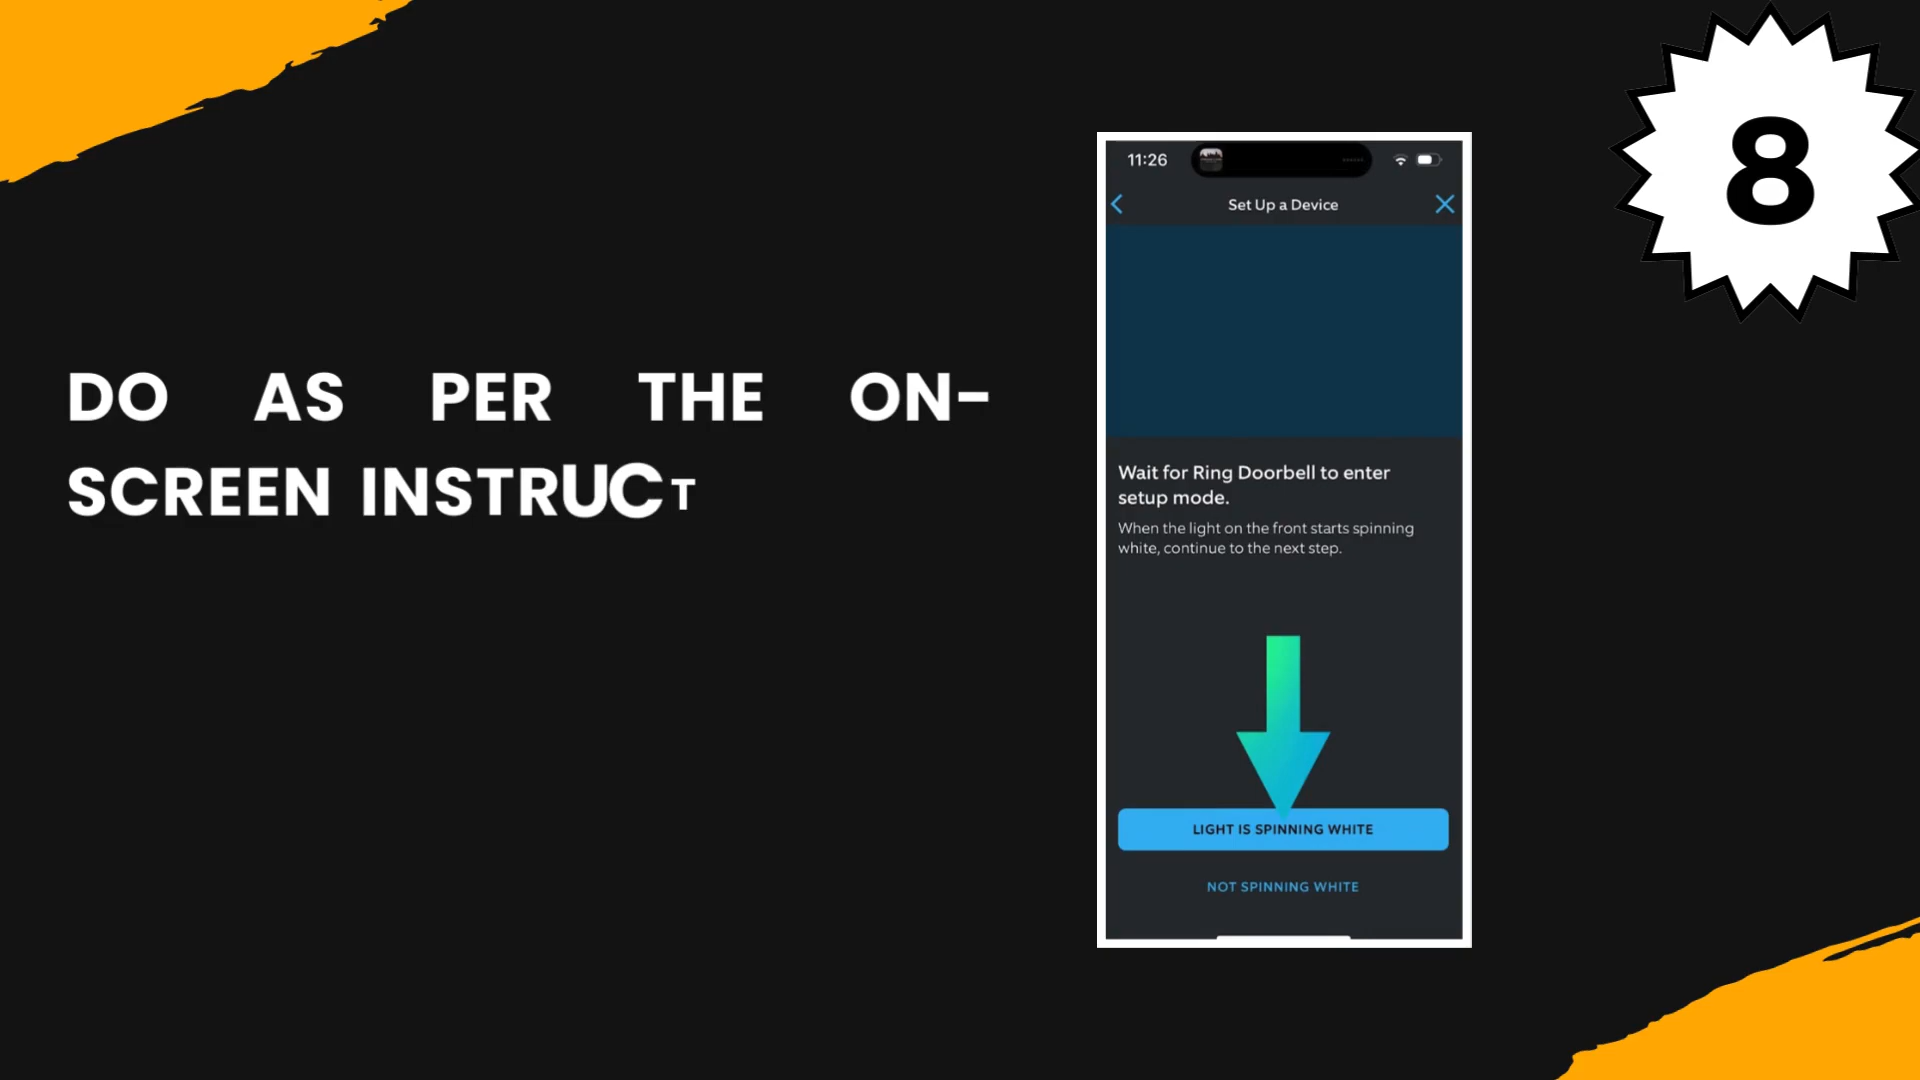 8
DO AS PER THE ON-
SCREEN INSTRUCT
11:26
Set Up a Device
Wait for Ring Doorbell to enter
setup mode.
When the light on the front starts spinning
white, continue to the next step.
LIGHT IS SPINNING WHITE
NOT SPINNING WHITE